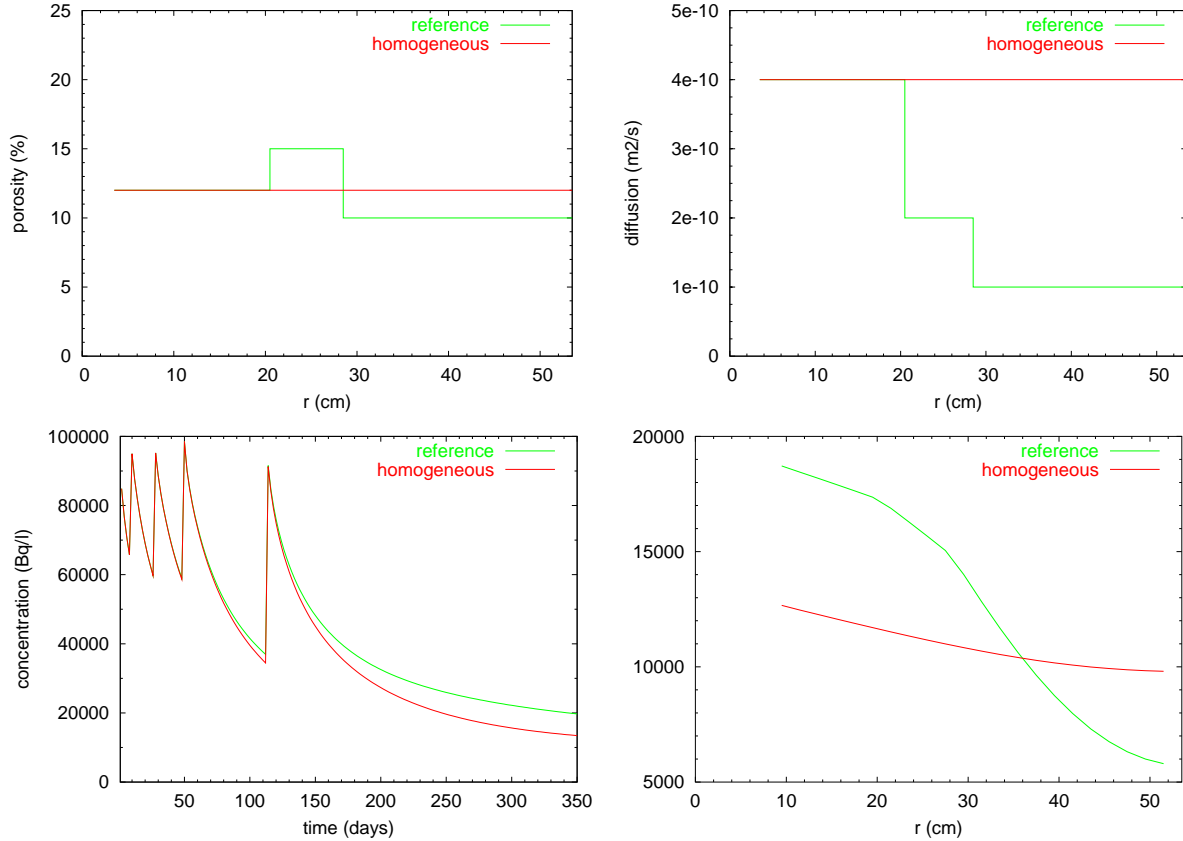 reference
homogeneous
25
20
15
10
5
0
0
10
20
30
40
50
porosity (%)
r (cm)
reference
homogeneous
5e-10
4e-10
3e-10
2e-10
1e-10
0
0
10
20
30
40
50
diffusion (m2/s)
r (cm)
reference
homogeneous
100000
80000
60000
40000
20000
0
50
100
150
200
250
300
350
concentration (Bq/l)
time (days)
reference
homogeneous
20000
15000
10000
5000
0
10
20
30
40
50
r (cm)